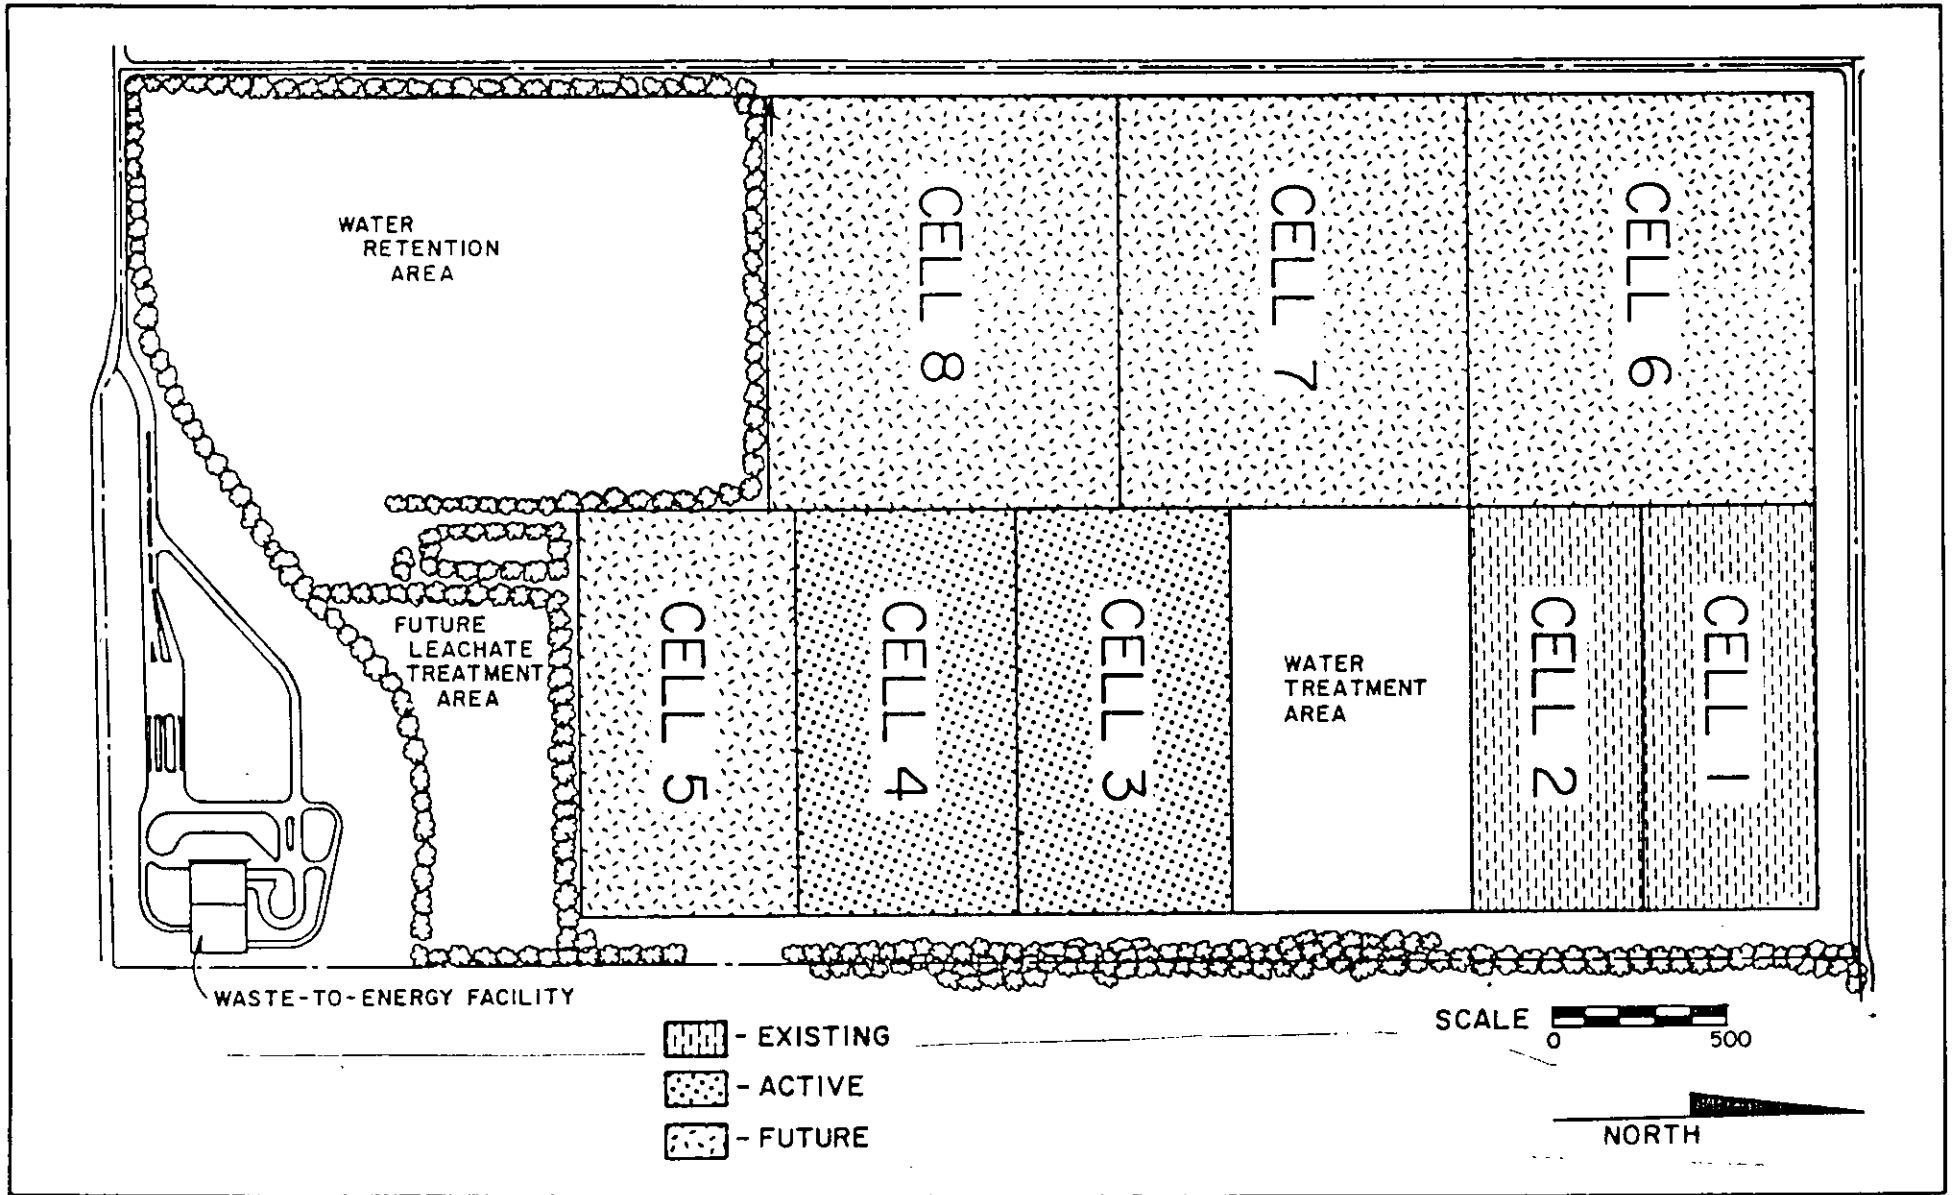 WATER
RETENTION
AREA
CELL 8
CELL 7
CELL 6
FUTURE
LEACHATE
TREATMENT
AREA
CELL 5
CELL 4
CELL 3
WATER
TREATMENT
AREA
CELL 2
CELL 1
WASTE-TO-ENERGY FACILITY
- EXISTING
- ACTIVE
- FUTURE
SCALE
0 500
NORTH